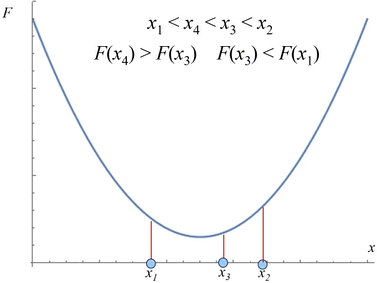 F
x₁ < x₄ < x₃ < x₂
F(x₄) > F(x₃) F(x₃) < F(x₁)
x
x₁ x₃ x₂